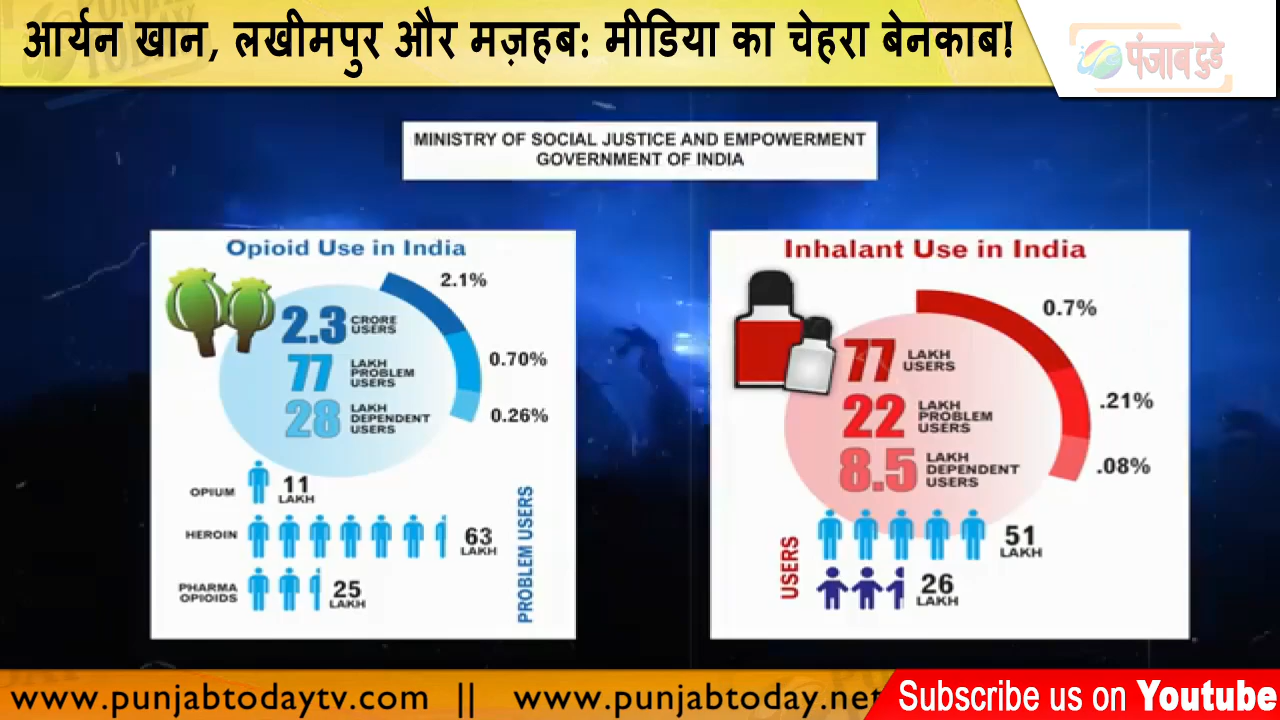 आर्यन खान, लखीमपुर और मज़हब: मीडिया का चेहरा बेनकाब!
पंजाब टुडे
MINISTRY OF SOCIAL JUSTICE AND EMPOWERMENT
GOVERNMENT OF INDIA
Opioid Use in India
2.1%
2.3 CRORE USERS
0.70%
77 LAKH PROBLEM USERS
0.26%
28 LAKH DEPENDENT USERS
OPIUM 11 LAKH
HEROIN 63 LAKH
PHARMA OPIOIDS 25 LAKH
PROBLEM USERS
Inhalant Use in India
0.7%
77 LAKH USERS
.21%
22 LAKH PROBLEM USERS
.08%
8.5 LAKH DEPENDENT USERS
51 LAKH
26 LAKH
USERS
www.punjabtodaytv.com || www.punjabtoday.net
Subscribe us on Youtube